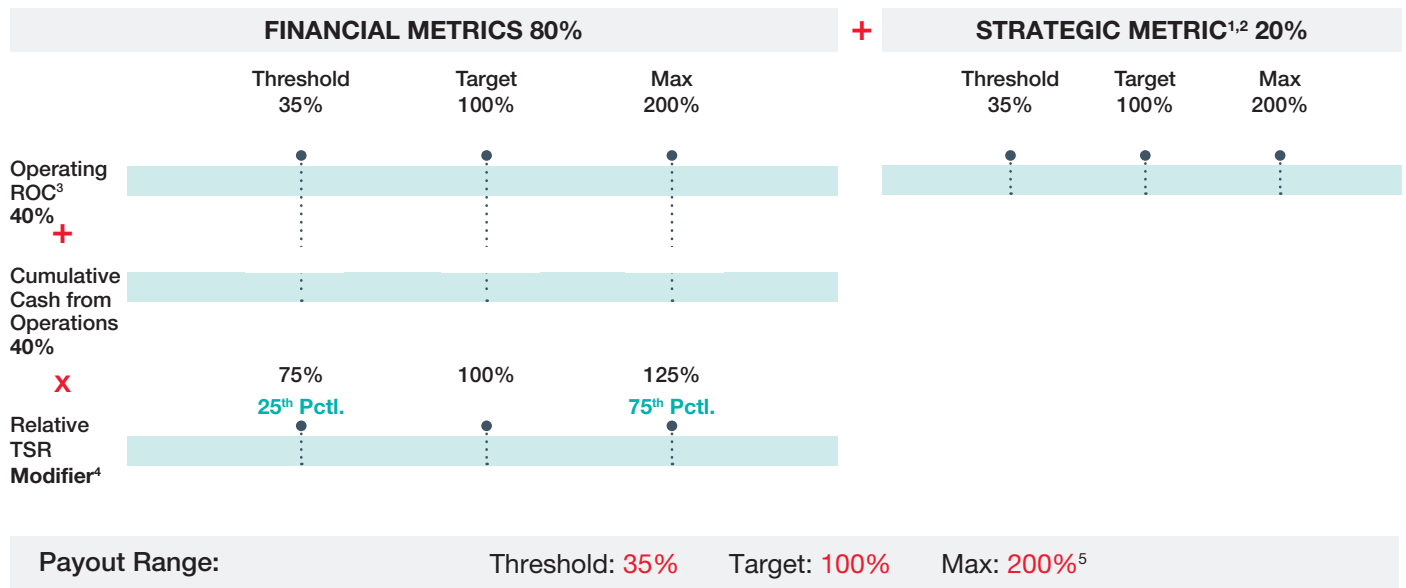 FINANCIAL METRICS 80% + STRATEGIC METRIC1,2 20%
Threshold Target Max Threshold Target Max
35% 100% 200% 35% 100% 200%
Operating
ROC3
40%
+
Cumulative
Cash from
Operations
40%
x 75% 100% 125%
25th Pctl. 75th Pctl.
Relative
TSR
Modifier4
Payout Range: Threshold: 35% Target: 100% Max: 200%5